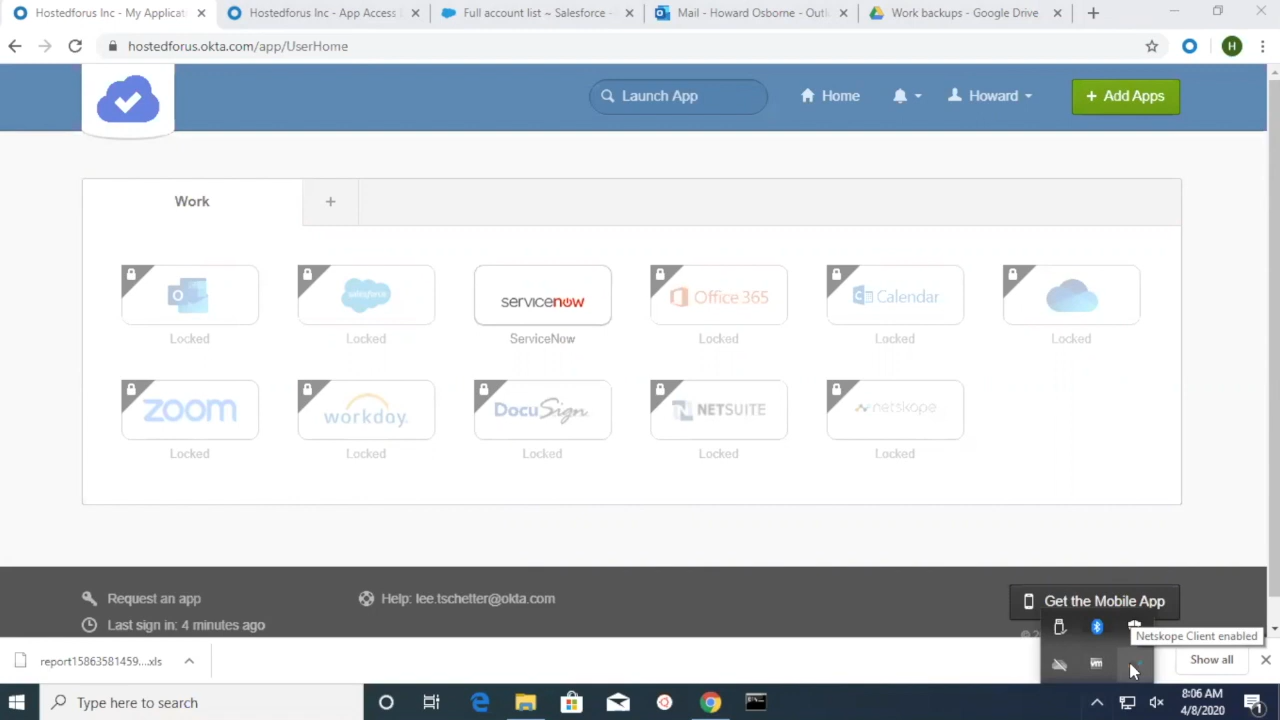 Hostedforus Inc - My Applicat
Hostedforus Inc - App Access
Full account list ~ Salesforce -
Mail - Howard Osborne - Outl
Work backups - Google Drive
hostedforus.okta.com/app/UserHome
H
Launch App
Home
Howard
+ Add Apps
Work
+
salesforce
servicenow
Office 365
Calendar
Locked
Locked
ServiceNow
Locked
Locked
Locked
zoom
workday.
DocuSign
NETSUITE
netskope
Locked
Locked
Locked
Locked
Locked
Request an app
Help: lee.tschetter@okta.com
Get the Mobile App
Last sign in: 4 minutes ago
Netskope Client enabled
report15863581459....xls
vm
Show all
Type here to search
8:06 AM
4/8/2020
1